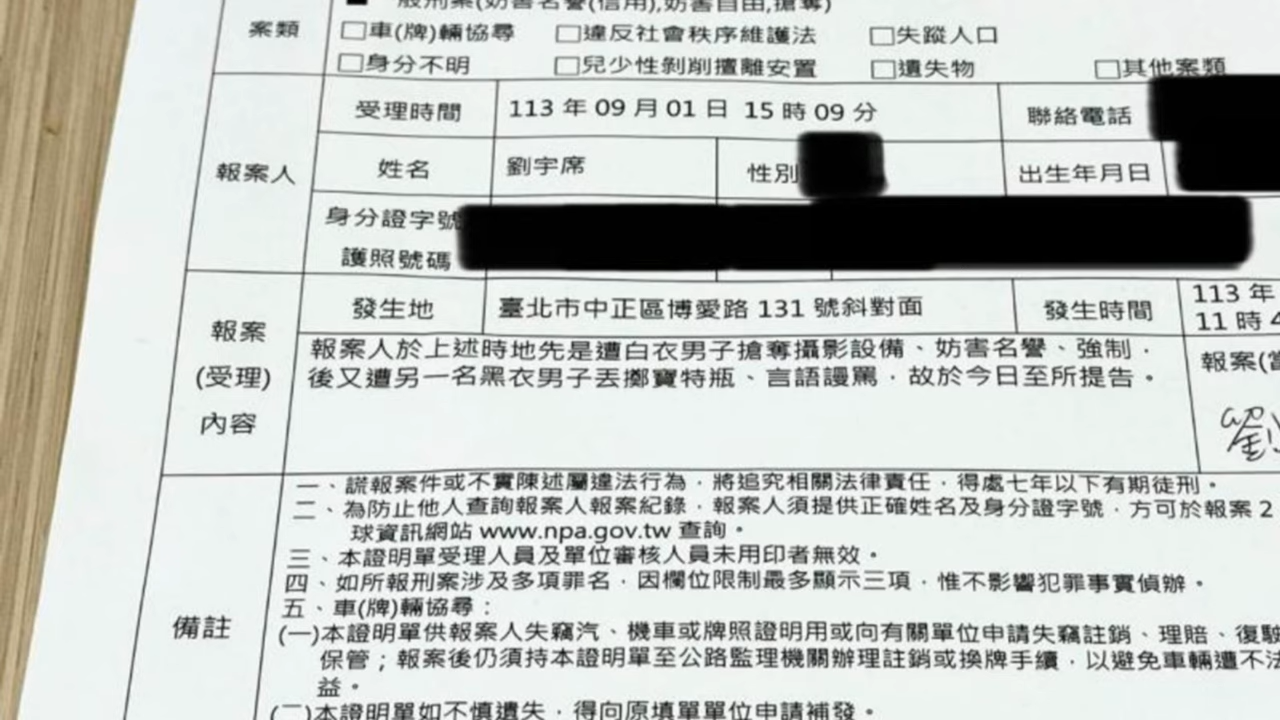 般刑案(妨害名譽(信用),妨害自由,搶奪)
案類 □車(牌)輛協尋 □違反社會秩序維護法 □失蹤人口
□身分不明 □兒少性剝削擅離安置 □遺失物 □其他案類
報案人
受理時間 113 年 09 月 01 日 15 時 09 分 聯絡電話
姓名 劉宇席 性別 出生年月日
身分證字號
護照號碼
報案
(受理)
內容
發生地 臺北市中正區博愛路 131 號斜對面 發生時間 113 年
11 時 4
報案人於上述時地先是遭白衣男子搶奪攝影設備、妨害名譽、強制，
後又遭另一名黑衣男子丟擲寶特瓶、言語謾罵，故於今日至所提告。
報案(當
劉
備註
一、謊報案件或不實陳述屬違法行為，將追究相關法律責任，得處七年以下有期徒刑。
二、為防止他人查詢報案人報案紀錄，報案人須提供正確姓名及身分證字號，方可於報案 2
球資訊網站 www.npa.gov.tw 查詢。
三、本證明單受理人員及單位審核人員未用印者無效。
四、如所報刑案涉及多項罪名，因欄位限制最多顯示三項，惟不影響犯罪事實偵辦。
五、車(牌)輛協尋：
(一)本證明單供報案人失竊汽、機車或牌照證明用或向有關單位申請失竊註銷、理賠、復駛
保管；報案後仍須持本證明單至公路監理機關辦理註銷或換牌手續，以避免車輛遭不法
益。
(二)本證明單如不慎遺失，得向原填單單位申請補發。